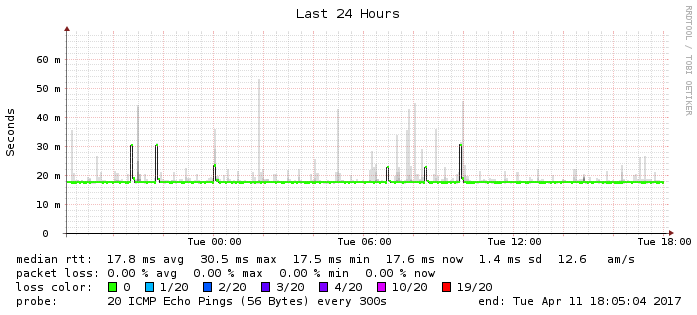 Last 24 Hours
RRDTOOL / TOBI OETIKER
Seconds
60 m
50 m
40 m
30 m
20 m
10 m
0
Tue 00:00 Tue 06:00 Tue 12:00 Tue 18:00
median rtt: 17.8 ms avg 30.5 ms max 17.5 ms min 17.6 ms now 1.4 ms sd 12.6 am/s
packet loss: 0.00 % avg 0.00 % max 0.00 % min 0.00 % now
loss color: 0 1/20 2/20 3/20 4/20 10/20 19/20
probe: 20 ICMP Echo Pings (56 Bytes) every 300s end: Tue Apr 11 18:05:04 2017